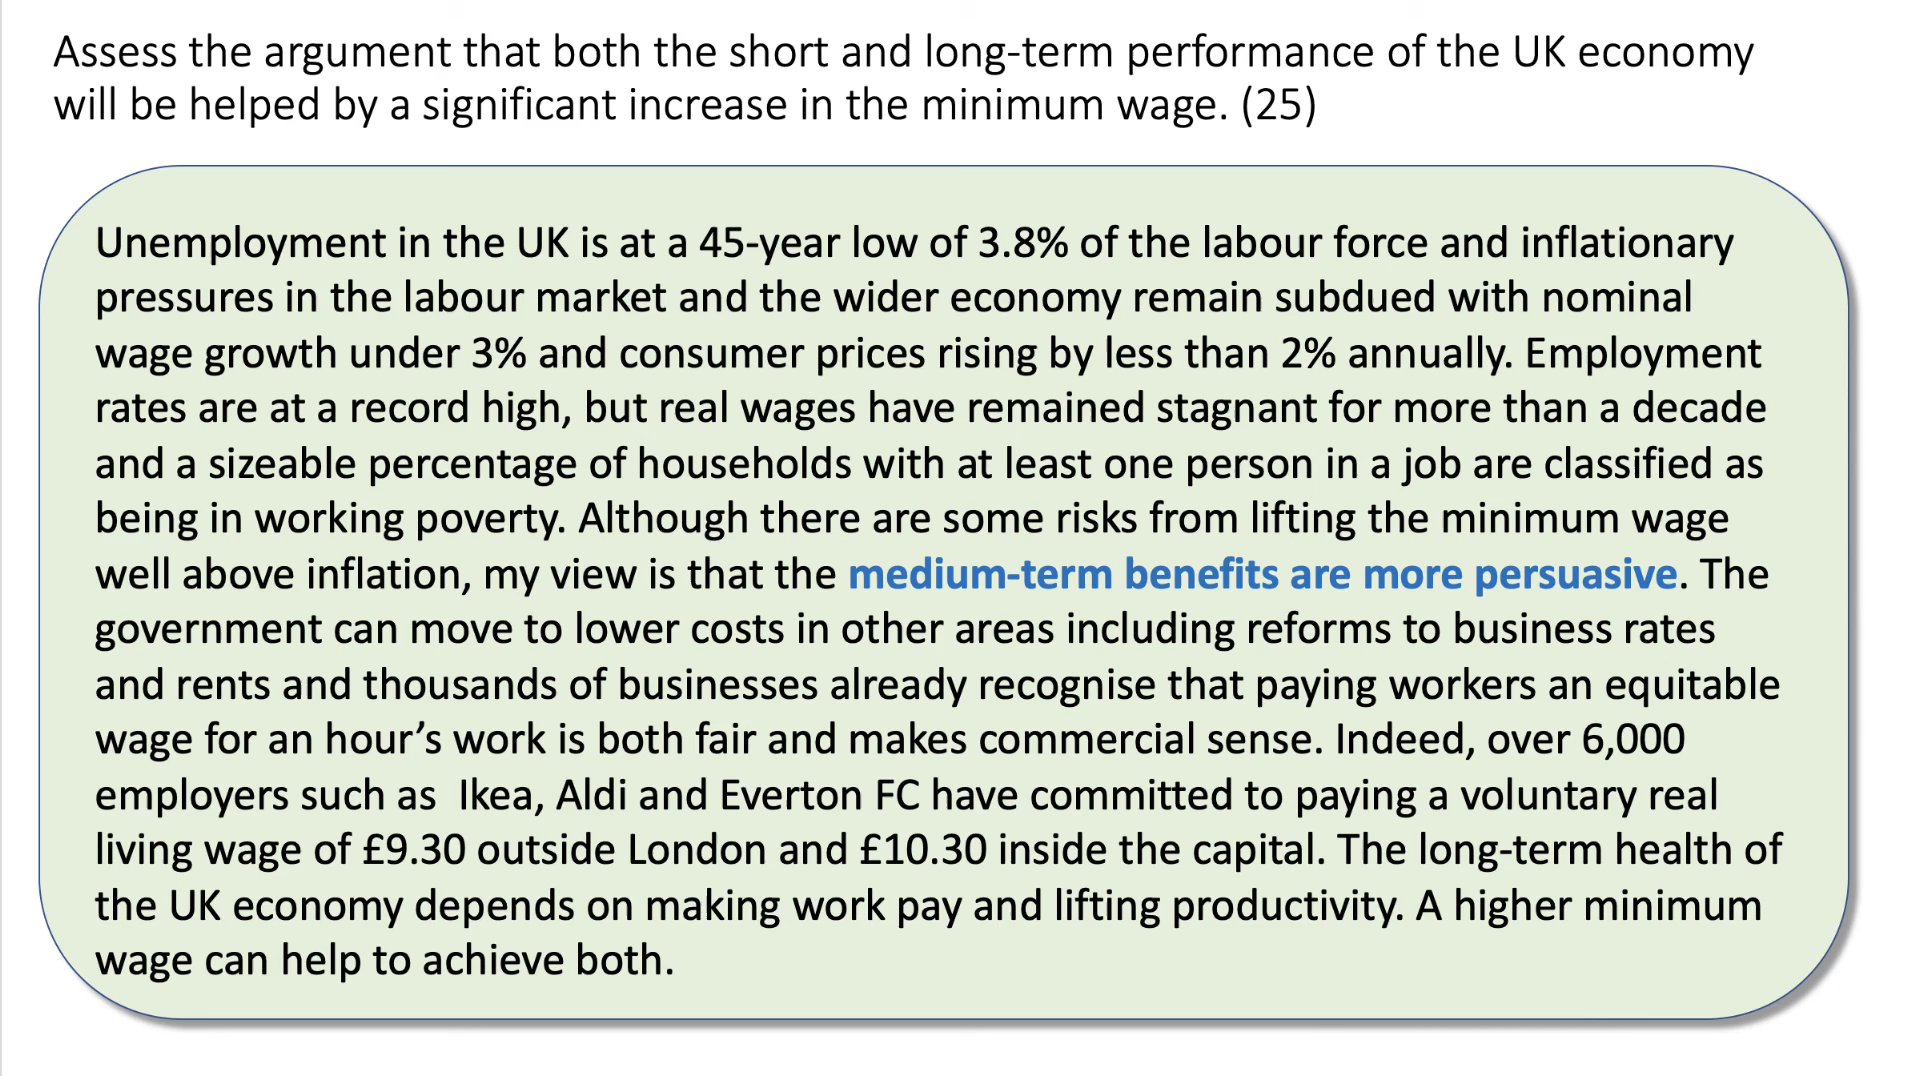 Assess the argument that both the short and long-term performance of the UK economy
will be helped by a significant increase in the minimum wage. (25)
Unemployment in the UK is at a 45-year low of 3.8% of the labour force and inflationary
pressures in the labour market and the wider economy remain subdued with nominal
wage growth under 3% and consumer prices rising by less than 2% annually. Employment
rates are at a record high, but real wages have remained stagnant for more than a decade
and a sizeable percentage of households with at least one person in a job are classified as
being in working poverty. Although there are some risks from lifting the minimum wage
well above inflation, my view is that the medium-term benefits are more persuasive. The
government can move to lower costs in other areas including reforms to business rates
and rents and thousands of businesses already recognise that paying workers an equitable
wage for an hour’s work is both fair and makes commercial sense. Indeed, over 6,000
employers such as  Ikea, Aldi and Everton FC have committed to paying a voluntary real
living wage of £9.30 outside London and £10.30 inside the capital. The long-term health of
the UK economy depends on making work pay and lifting productivity. A higher minimum
wage can help to achieve both.